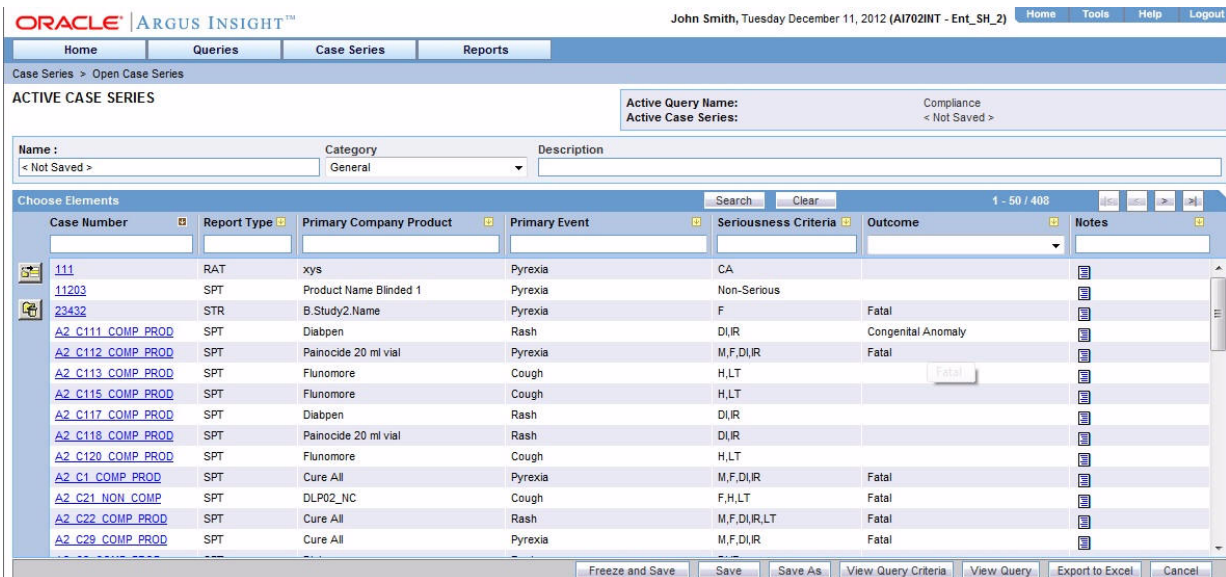 ORACLE® ARGUS INSIGHT™
John Smith, Tuesday December 11, 2012 (AI702INT - Ent_SH_2) Home Tools Help Logout
Home Queries Case Series Reports
Case Series > Open Case Series
ACTIVE CASE SERIES
Active Query Name: Compliance
Active Case Series: < Not Saved >
Name : Category Description
< Not Saved > General
Choose Elements Search Clear 1 - 50 / 408
Case Number Report Type Primary Company Product Primary Event Seriousness Criteria Outcome Notes
111 RAT xys Pyrexia CA
11203 SPT Product Name Blinded 1 Pyrexia Non-Serious
23432 STR B.Study2.Name Pyrexia F Fatal
A2_C111_COMP_PROD SPT Diabpen Rash DI,IR Congenital Anomaly
A2_C112_COMP_PROD SPT Painocide 20 ml vial Pyrexia M,F,DI,IR Fatal
A2_C113_COMP_PROD SPT Flunomore Cough H,LT
Fatal
A2_C115_COMP_PROD SPT Flunomore Cough H,LT
A2_C117_COMP_PROD SPT Diabpen Rash DI,IR
A2_C118_COMP_PROD SPT Painocide 20 ml vial Rash DI,IR
A2_C120_COMP_PROD SPT Flunomore Cough H,LT
A2_C1_COMP_PROD SPT Cure All Pyrexia M,F,DI,IR Fatal
A2_C21_NON_COMP SPT DLP02_NC Cough F,H,LT Fatal
A2_C22_COMP_PROD SPT Cure All Rash M,F,DI,IR,LT Fatal
A2_C29_COMP_PROD SPT Cure All Pyrexia M,F,DI,IR Fatal
Freeze and Save Save Save As View Query Criteria View Query Export to Excel Cancel